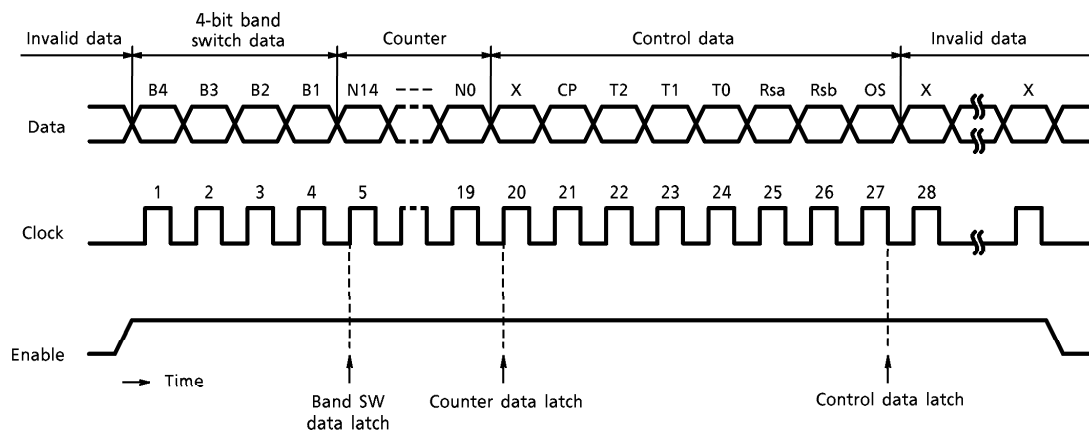 4-bit band
switch data
Invalid data
Counter
Control data
Invalid data
B4 B3 B2 B1 N14 ---- N0 X CP T2 T1 T0 Rsa Rsb OS X X
Data
1 2 3 4 5 19 20 21 22 23 24 25 26 27 28
Clock
Enable
Time
Band SW
data latch
Counter data latch
Control data latch